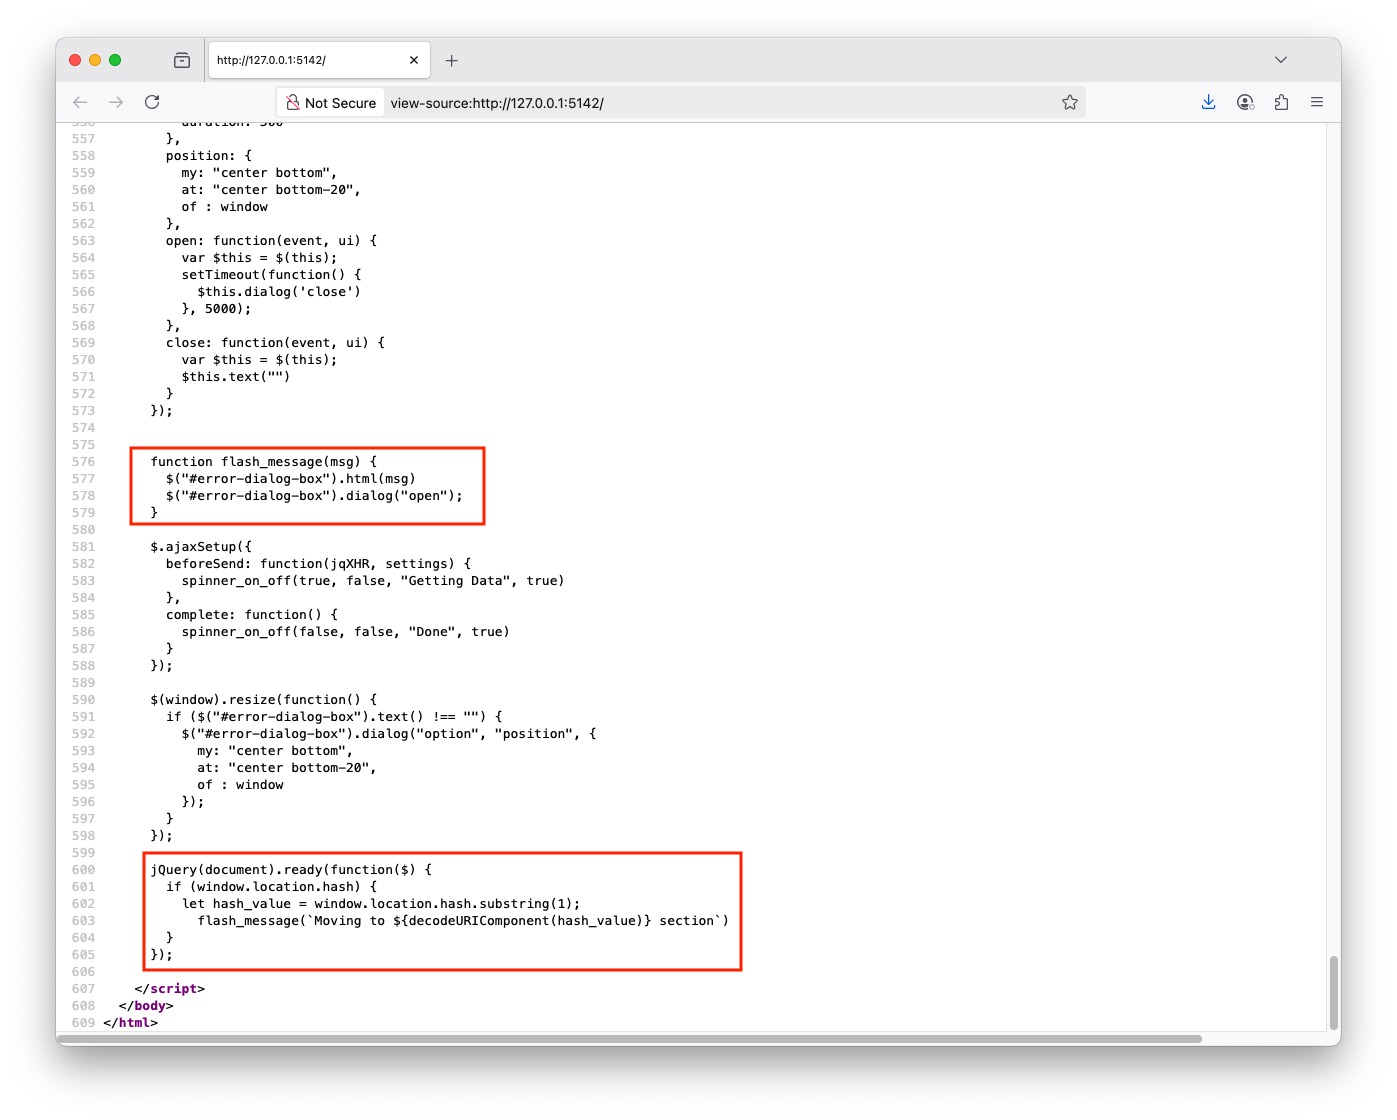 http://127.0.0.1:5142/
Not Secure view-source:http://127.0.0.1:5142/
556 duration: 500
557 },
558 position: {
559 my: "center bottom",
560 at: "center bottom-20",
561 of : window
562 },
563 open: function(event, ui) {
564 var $this = $(this);
565 setTimeout(function() {
566 $this.dialog('close')
567 }, 5000);
568 },
569 close: function(event, ui) {
570 var $this = $(this);
571 $this.text("")
572 }
573 });
574
575
576 function flash_message(msg) {
577 $("#error-dialog-box").html(msg)
578 $("#error-dialog-box").dialog("open");
579 }
580
581 $.ajaxSetup({
582 beforeSend: function(jqXHR, settings) {
583 spinner_on_off(true, false, "Getting Data", true)
584 },
585 complete: function() {
586 spinner_on_off(false, false, "Done", true)
587 }
588 });
589
590 $(window).resize(function() {
591 if ($("#error-dialog-box").text() !== "") {
592 $("#error-dialog-box").dialog("option", "position", {
593 my: "center bottom",
594 at: "center bottom-20",
595 of : window
596 });
597 }
598 });
599
600 jQuery(document).ready(function($) {
601 if (window.location.hash) {
602 let hash_value = window.location.hash.substring(1);
603 flash_message(`Moving to ${decodeURIComponent(hash_value)} section`)
604 }
605 });
606
607 </script>
608 </body>
609 </html>